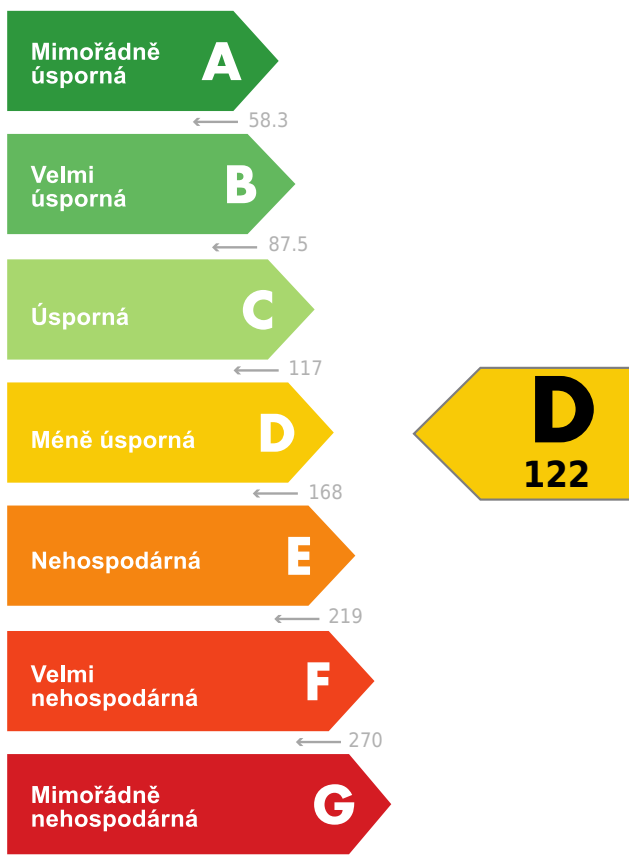 Mimořádně
úsporná
A
58.3
Velmi
úsporná
B
87.5
Úsporná
C
117
Méně úsporná
D
D
122
168
Nehospodárná
E
219
Velmi
nehospodárná
F
270
Mimořádně
nehospodárná
G